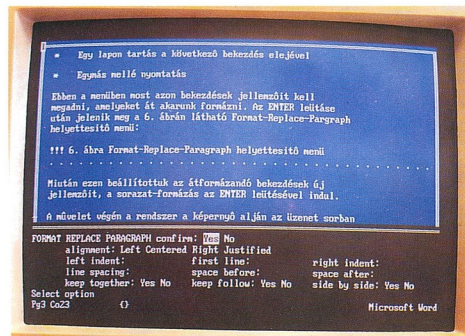 * Egy lapon tartás a következő bekezdés elejével
* Egymás mellé nyomtatás
Ebben a menüben most azon bekezdések jellemzőit kell
megadni, amelyeket át akarunk formázni. Az ENTER leütése
után jelenik meg a 6. ábrán látható Format-Replace-Pargraph
helyettesitő menü:
!!! 6. ábra Format-Replace-Paragraph helyettesitő menü
. . . . . . . . . . . . . . . . . . . . . . . . . . . . . .
Miután ezen beállítottuk az átformázandó bekezdések új
jellemzőit, a sorazat-formázás ENTER leütésével indul.
A művelet végén a rendszer a képernyő alján az üzenet sorban
FORMAT REPLACE PARAGRAPH confirm: Yes No
alignment: Left Centered Right Justified
left indent: first line: right indent:
line spacing: space before: space after:
keep together: Yes No keep follow: Yes No side by side: Yes No
Select option
Pg3 Co23 {} Microsoft Word